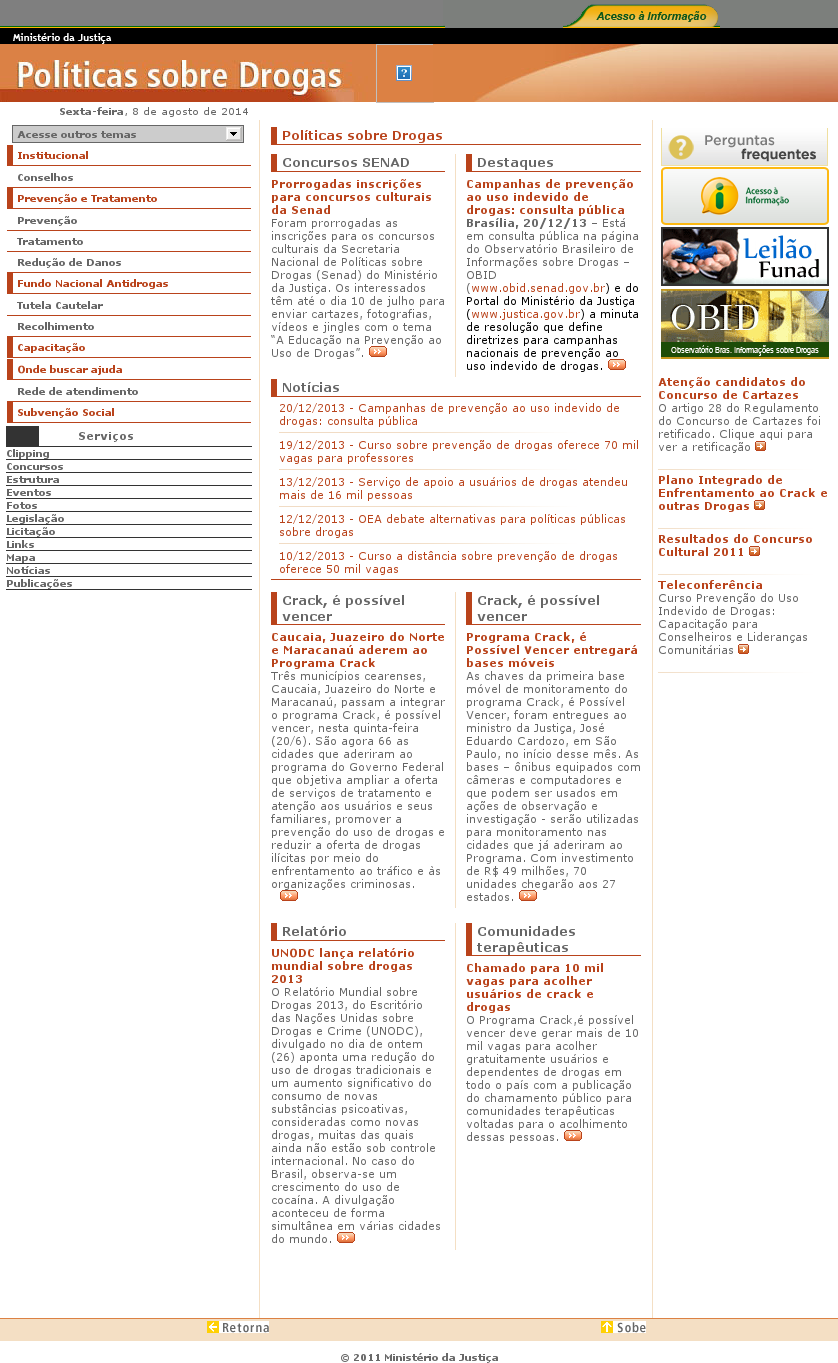 Acesso à Informação
Ministério da Justiça
Políticas sobre Drogas
Sexta-feira, 8 de agosto de 2014
Acesse outros temas
Institucional
Conselhos
Prevenção e Tratamento
Prevenção
Tratamento
Redução de Danos
Fundo Nacional Antidrogas
Tutela Cautelar
Recolhimento
Capacitação
Onde buscar ajuda
Rede de atendimento
Subvenção Social
Serviços
Clipping
Concursos
Estrutura
Eventos
Fotos
Legislação
Licitação
Links
Mapa
Notícias
Publicações
Políticas sobre Drogas
Concursos SENAD
Prorrogadas inscrições
para concursos culturais
da Senad
Foram prorrogadas as
inscrições para os concursos
culturais da Secretaria
Nacional de Políticas sobre
Drogas (Senad) do Ministério
da Justiça. Os interessados
têm até o dia 10 de julho para
enviar cartazes, fotografias,
vídeos e jingles com o tema
“A Educação na Prevenção ao
Uso de Drogas”.
Destaques
Campanhas de prevenção
ao uso indevido de
drogas: consulta pública
Brasília, 20/12/13 – Está
em consulta pública na página
do Observatório Brasileiro de
Informações sobre Drogas –
OBID
(www.obid.senad.gov.br) e do
Portal do Ministério da Justiça
(www.justica.gov.br) a minuta
de resolução que define
diretrizes para campanhas
nacionais de prevenção ao
uso indevido de drogas.
Notícias
20/12/2013 - Campanhas de prevenção ao uso indevido de
drogas: consulta pública
19/12/2013 - Curso sobre prevenção de drogas oferece 70 mil
vagas para professores
13/12/2013 - Serviço de apoio a usuários de drogas atendeu
mais de 16 mil pessoas
12/12/2013 - OEA debate alternativas para políticas públicas
sobre drogas
10/12/2013 - Curso a distância sobre prevenção de drogas
oferece 50 mil vagas
Crack, é possível
vencer
Caucaia, Juazeiro do Norte
e Maracanaú aderem ao
Programa Crack
Três municípios cearenses,
Caucaia, Juazeiro do Norte e
Maracanaú, passam a integrar
o programa Crack, é possível
vencer, nesta quinta-feira
(20/6). São agora 66 as
cidades que aderiram ao
programa do Governo Federal
que objetiva ampliar a oferta
de serviços de tratamento e
atenção aos usuários e seus
familiares, promover a
prevenção do uso de drogas e
reduzir a oferta de drogas
ilícitas por meio do
enfrentamento ao tráfico e às
organizações criminosas.
Crack, é possível
vencer
Programa Crack, é
Possível Vencer entregará
bases móveis
As chaves da primeira base
móvel de monitoramento do
programa Crack, é Possível
Vencer, foram entregues ao
ministro da Justiça, José
Eduardo Cardozo, em São
Paulo, no início desse mês. As
bases – ônibus equipados com
câmeras e computadores e
que podem ser usados em
ações de observação e
investigação - serão utilizadas
para monitoramento nas
cidades que já aderiram ao
Programa. Com investimento
de R$ 49 milhões, 70
unidades chegarão aos 27
estados.
Relatório
UNODC lança relatório
mundial sobre drogas
2013
O Relatório Mundial sobre
Drogas 2013, do Escritório
das Nações Unidas sobre
Drogas e Crime (UNODC),
divulgado no dia de ontem
(26) aponta uma redução do
uso de drogas tradicionais e
um aumento significativo do
consumo de novas
substâncias psicoativas,
consideradas como novas
drogas, muitas das quais
ainda não estão sob controle
internacional. No caso do
Brasil, observa-se um
crescimento do uso de
cocaína. A divulgação
aconteceu de forma
simultânea em várias cidades
do mundo.
Comunidades
terapêuticas
Chamado para 10 mil
vagas para acolher
usuários de crack e
drogas
O Programa Crack,é possível
vencer deve gerar mais de 10
mil vagas para acolher
gratuitamente usuários e
dependentes de drogas em
todo o país com a publicação
do chamamento público para
comunidades terapêuticas
voltadas para o acolhimento
dessas pessoas.
Perguntas
frequentes
Acesso à
Informação
Leilão
Funad
OBID
Observatório Bras. Informações sobre Drogas
Atenção candidatos do
Concurso de Cartazes
O artigo 28 do Regulamento
do Concurso de Cartazes foi
retificado. Clique aqui para
ver a retificação
Plano Integrado de
Enfrentamento ao Crack e
outras Drogas
Resultados do Concurso
Cultural 2011
Teleconferência
Curso Prevenção do Uso
Indevido de Drogas:
Capacitação para
Conselheiros e Lideranças
Comunitárias
Retorna
Sobe
© 2011 Ministério da Justiça